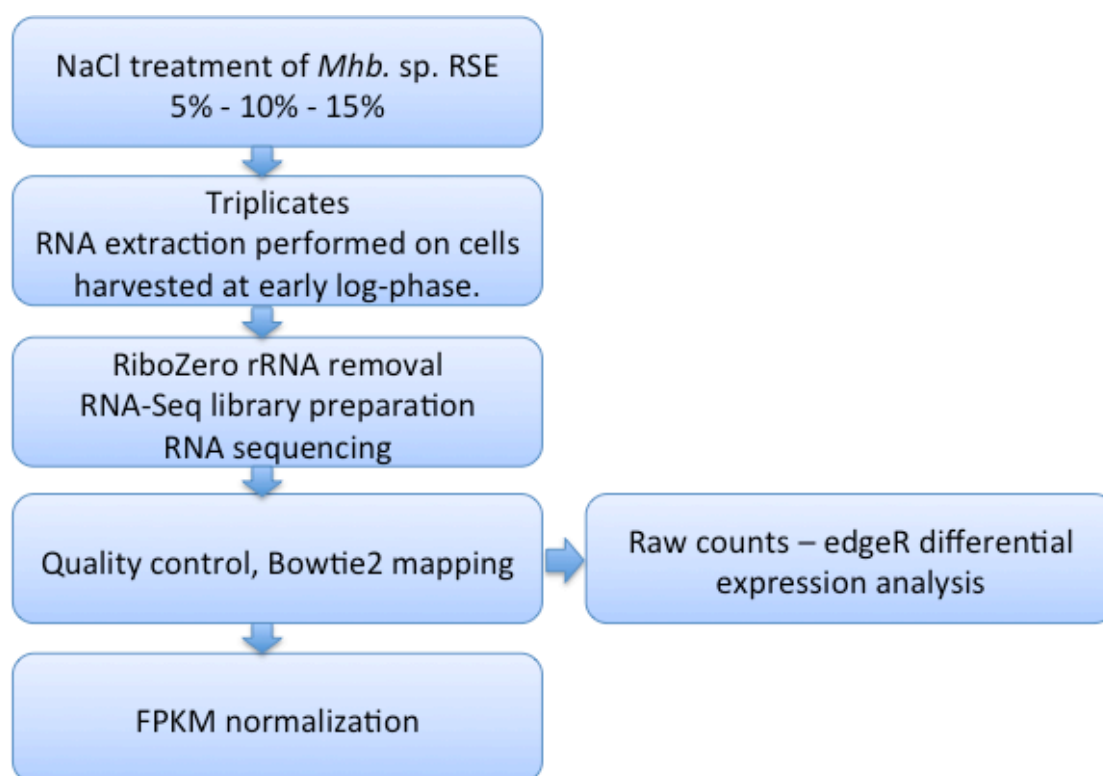 NaCl treatment of Mhb. sp. RSE
5% - 10% - 15%
Triplicates
RNA extraction performed on cells
harvested at early log-phase.
RiboZero rRNA removal
RNA-Seq library preparation
RNA sequencing
Quality control, Bowtie2 mapping
Raw counts – edgeR differential
expression analysis
FPKM normalization